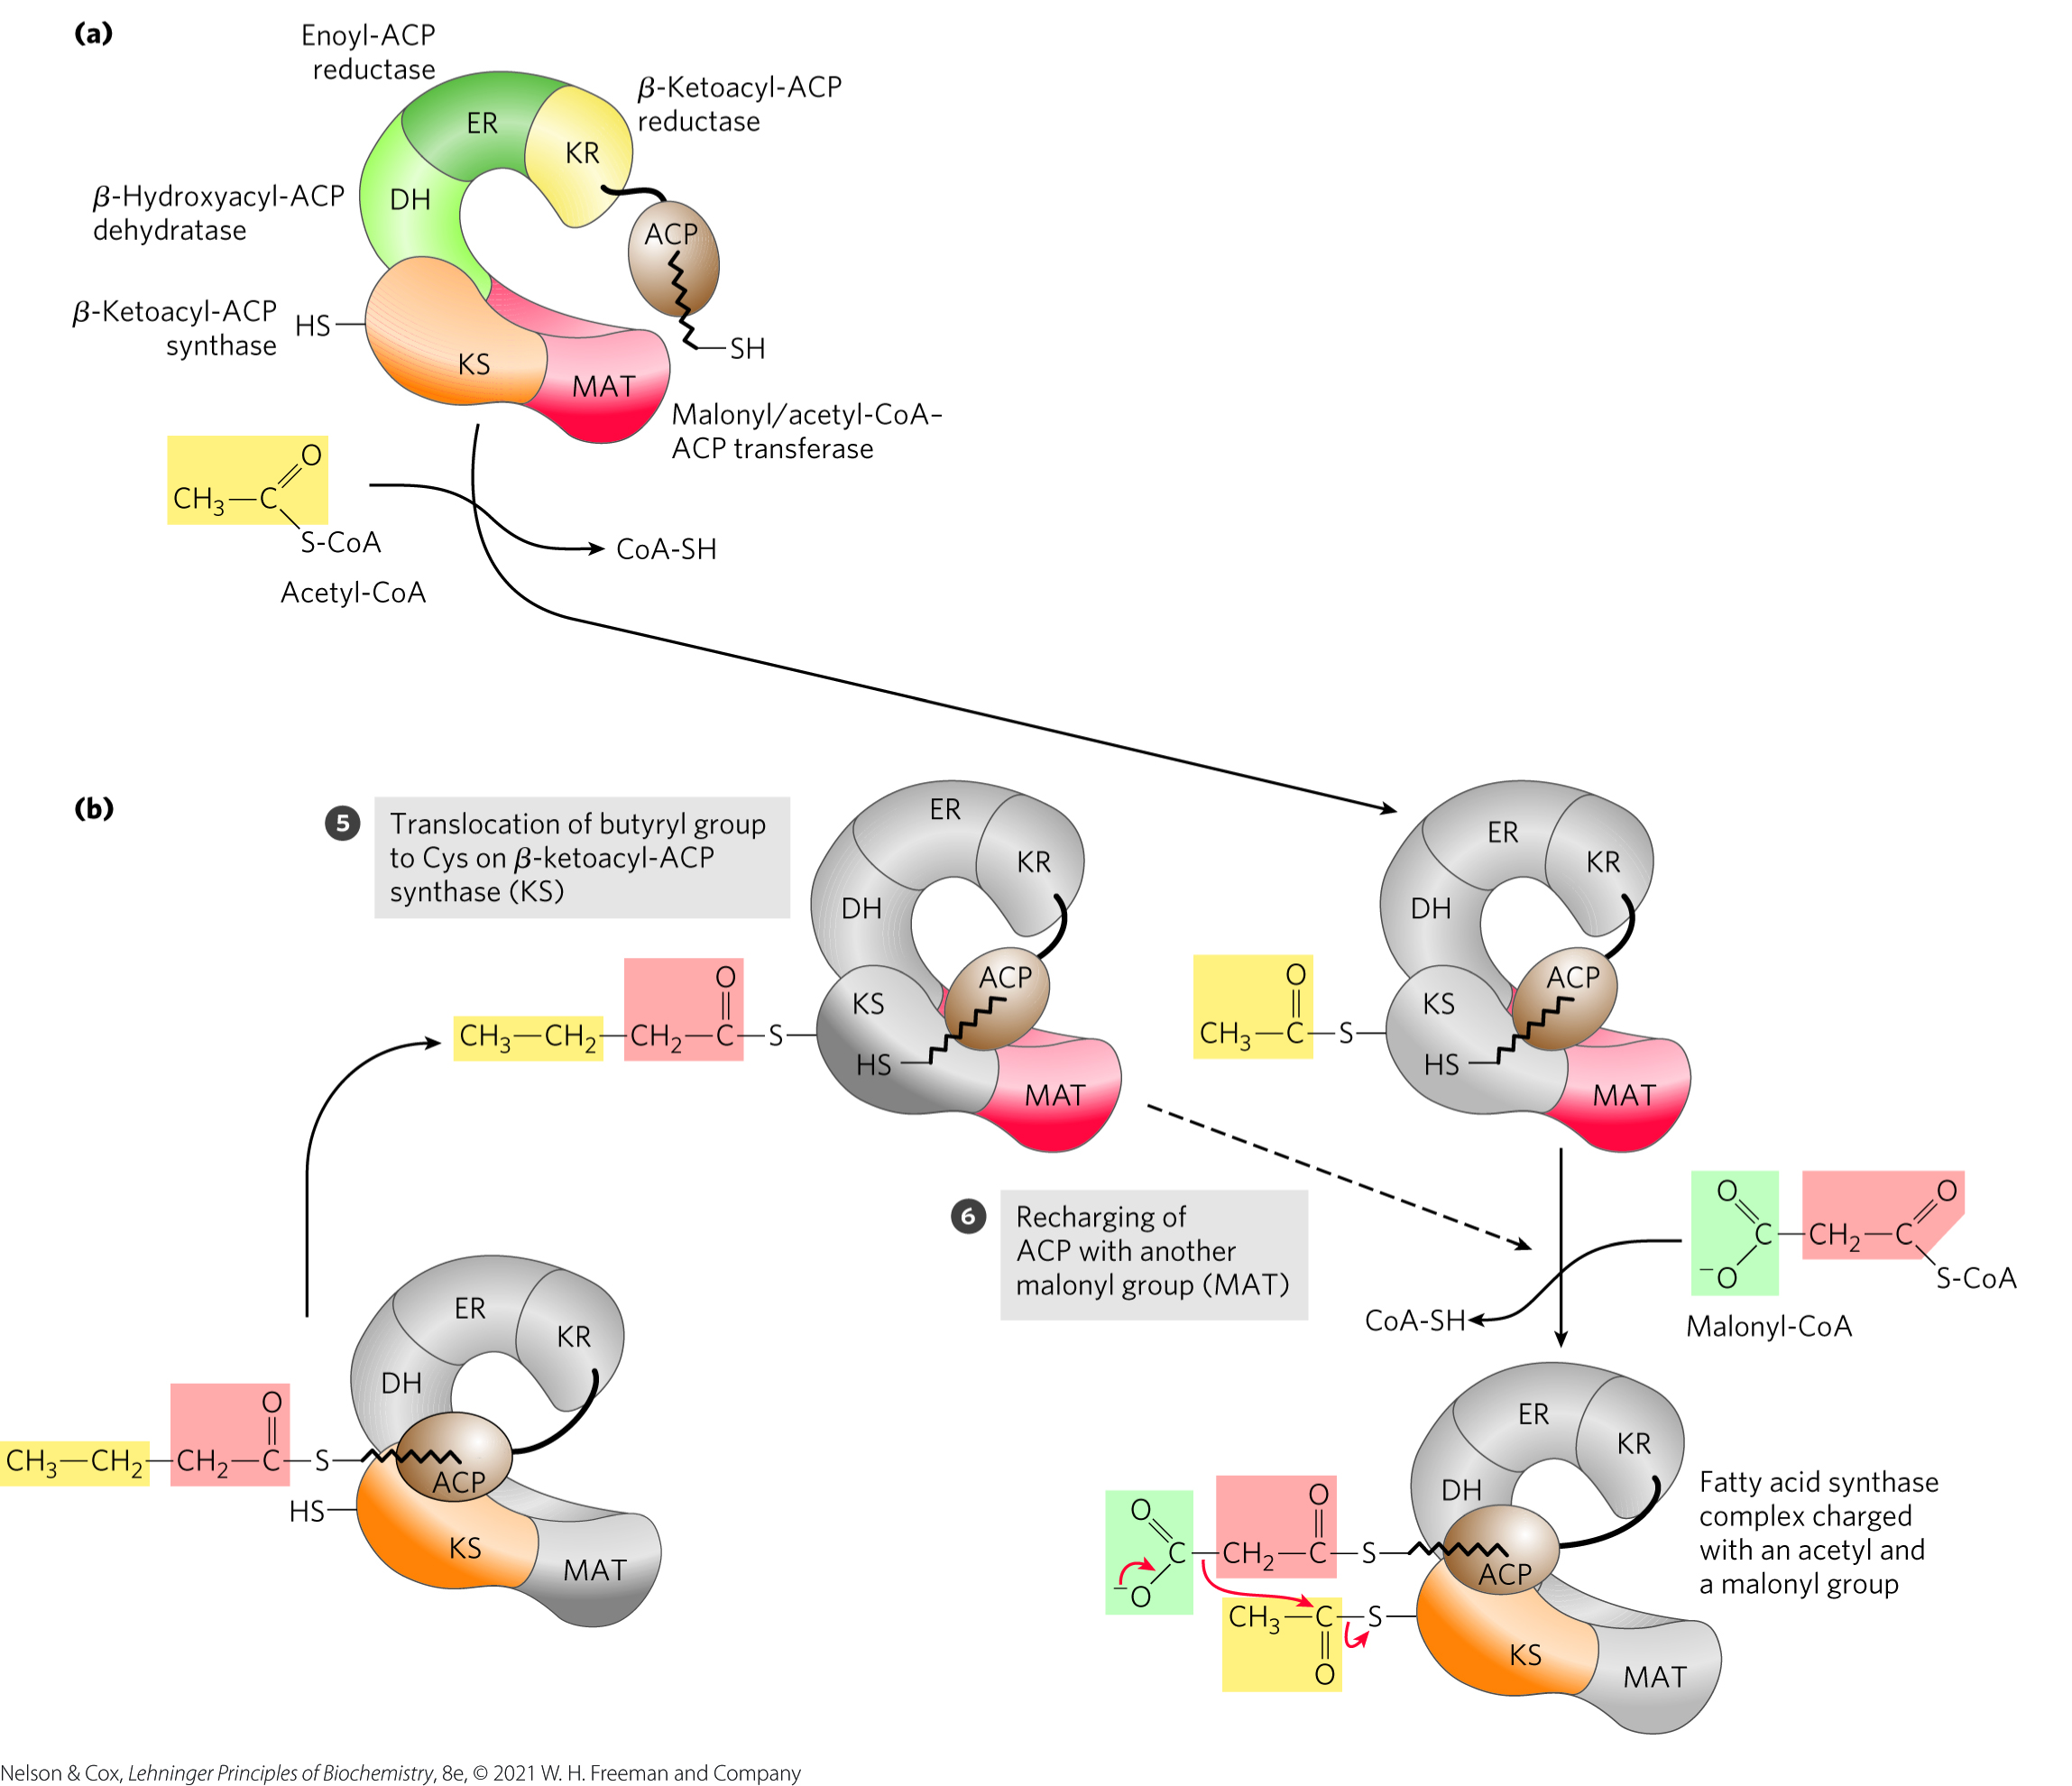 (a)
Enoyl-ACP
reductase
β-Ketoacyl-ACP
reductase
ER
KR
β-Hydroxyacyl-ACP
dehydratase
DH
ACP
β-Ketoacyl-ACP
synthase
HS
SH
KS
MAT
Malonyl/acetyl-CoA–
ACP transferase
O
CH₃—C
S-CoA
Acetyl-CoA
CoA-SH
(b)
5
Translocation of butyryl group
to Cys on β-ketoacyl-ACP
synthase (KS)
ER
KR
DH
ACP
KS
O
CH₃—CH₂—CH₂—C—S
HS
MAT
ER
KR
DH
ACP
KS
O
CH₃—C—S
HS
MAT
6
Recharging of
ACP with another
malonyl group (MAT)
O
O
C—CH₂—C
⁻O
S-CoA
Malonyl-CoA
CoA-SH
ER
KR
DH
O
CH₃—CH₂—CH₂—C—S
ACP
HS
KS
MAT
ER
KR
DH
O
O
C—CH₂—C—S
⁻O
ACP
CH₃—C—S
O
KS
MAT
Fatty acid synthase
complex charged
with an acetyl and
a malonyl group
Nelson & Cox, Lehninger Principles of Biochemistry, 8e, © 2021 W. H. Freeman and Company